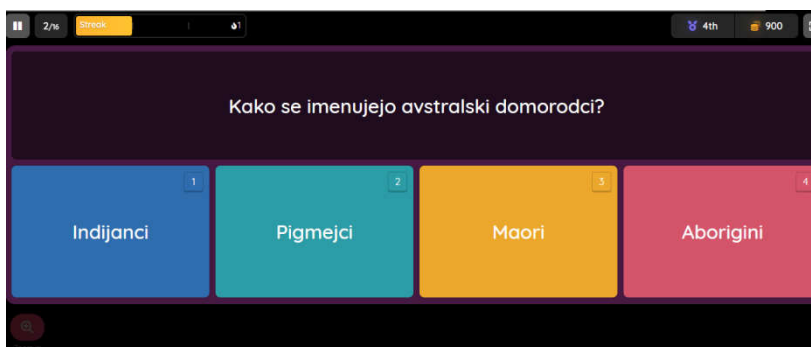 2/16 Streak 1 4th 900
Kako se imenujejo avstralski domorodci?
1 2 3 4
Indijanci Pigmejci Maori Aborigini